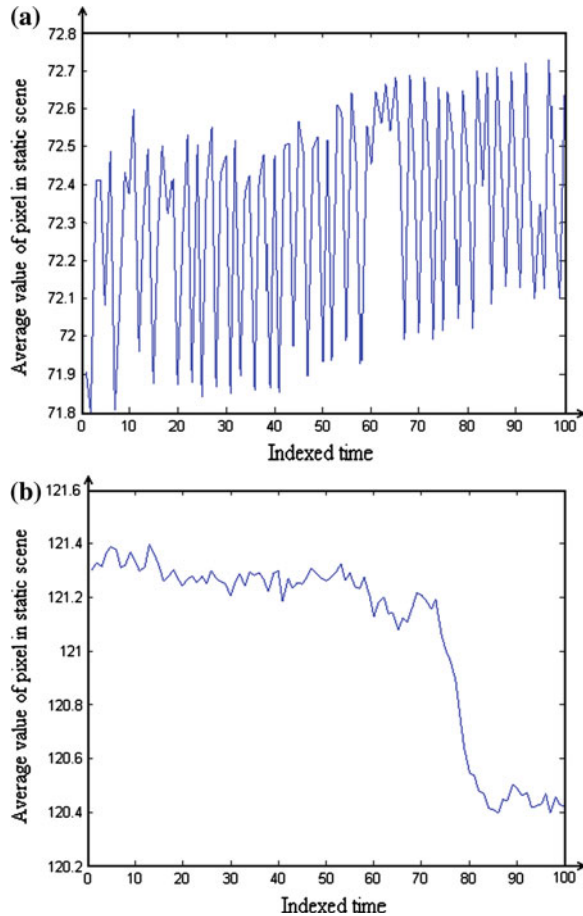 (a)
72.8
72.7
72.6
72.5
72.4
72.3
72.2
72.1
72
71.9
71.8
Average value of pixel in static scene
0 10 20 30 40 50 60 70 80 90 100
Indexed time
(b)
121.6
121.4
121.2
121
120.8
120.6
120.4
120.2
Average value of pixel in static scene
0 10 20 30 40 50 60 70 80 90 100
Indexed time